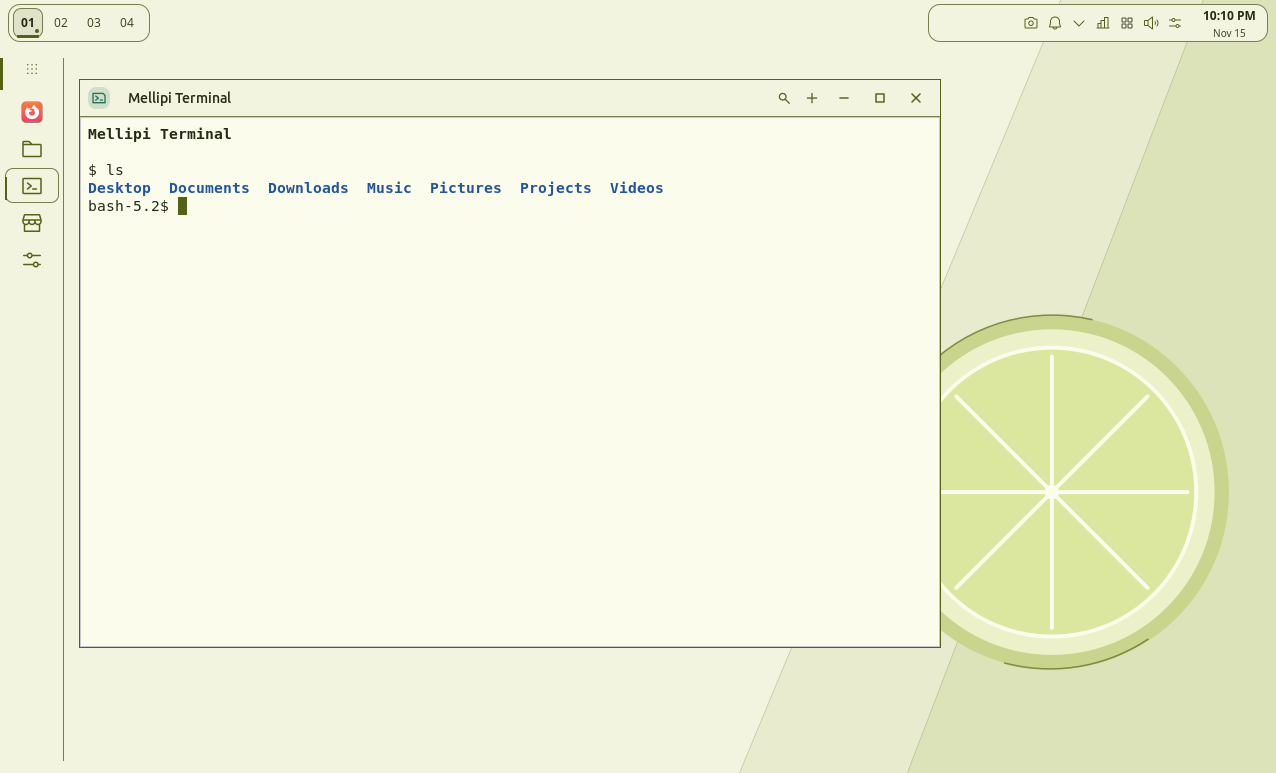 01 02 03 04
10:10 PM
Nov 15
Mellipi Terminal
Mellipi Terminal
$ ls
Desktop  Documents  Downloads  Music  Pictures  Projects  Videos
bash-5.2$